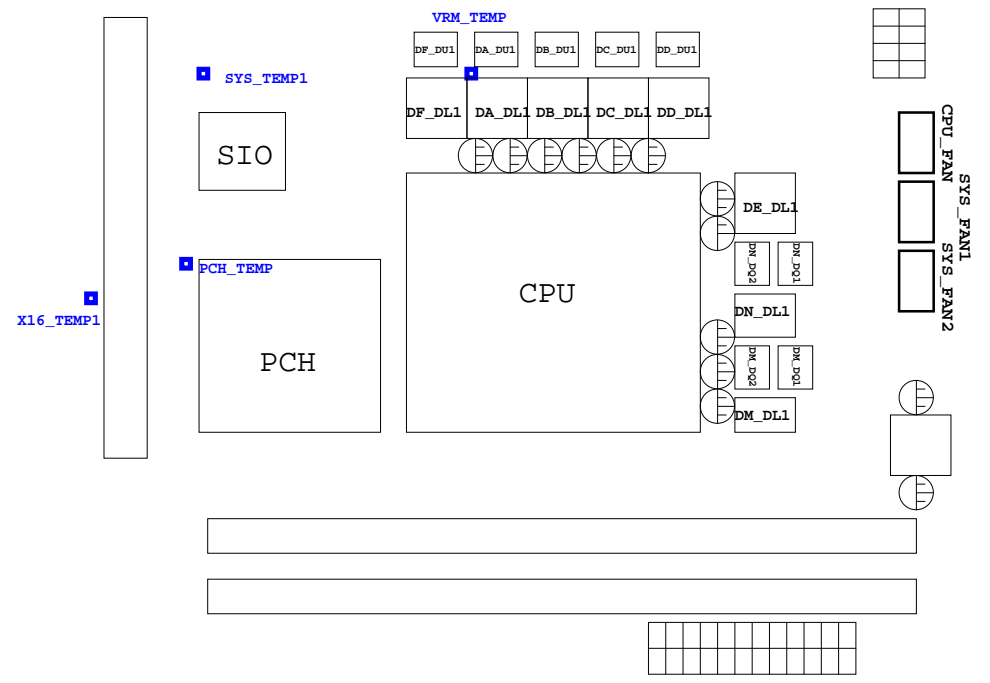 VRM_TEMP
DF_DU1 DA_DU1 DB_DU1 DC_DU1 DD_DU1
SYS_TEMP1
DF_DL1 DA_DL1 DB_DL1 DC_DL1 DD_DL1
CPU_FAN
SIO
SYS_FAN1
DE_DL1
DN_DQ2 DN_DQ1
SYS_FAN2
PCH_TEMP
CPU
X16_TEMP1
DN_DL1
PCH
DM_DQ2 DM_DQ1
DM_DL1